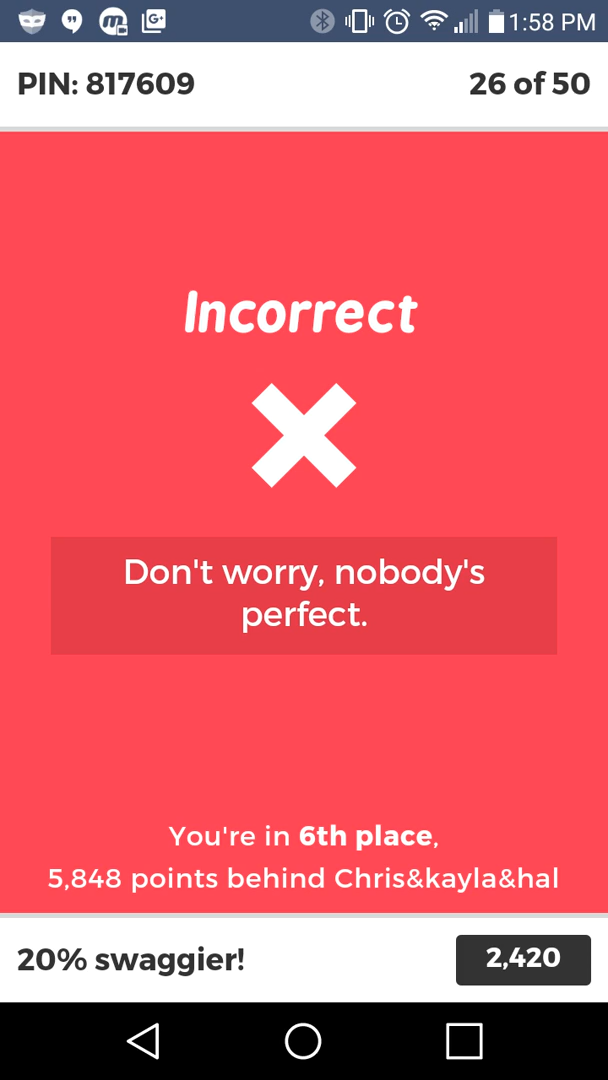 1:58 PM
PIN: 817609 26 of 50
Incorrect
Don't worry, nobody's
perfect.
You're in 6th place,
5,848 points behind Chris&kayla&hal
20% swaggier! 2,420